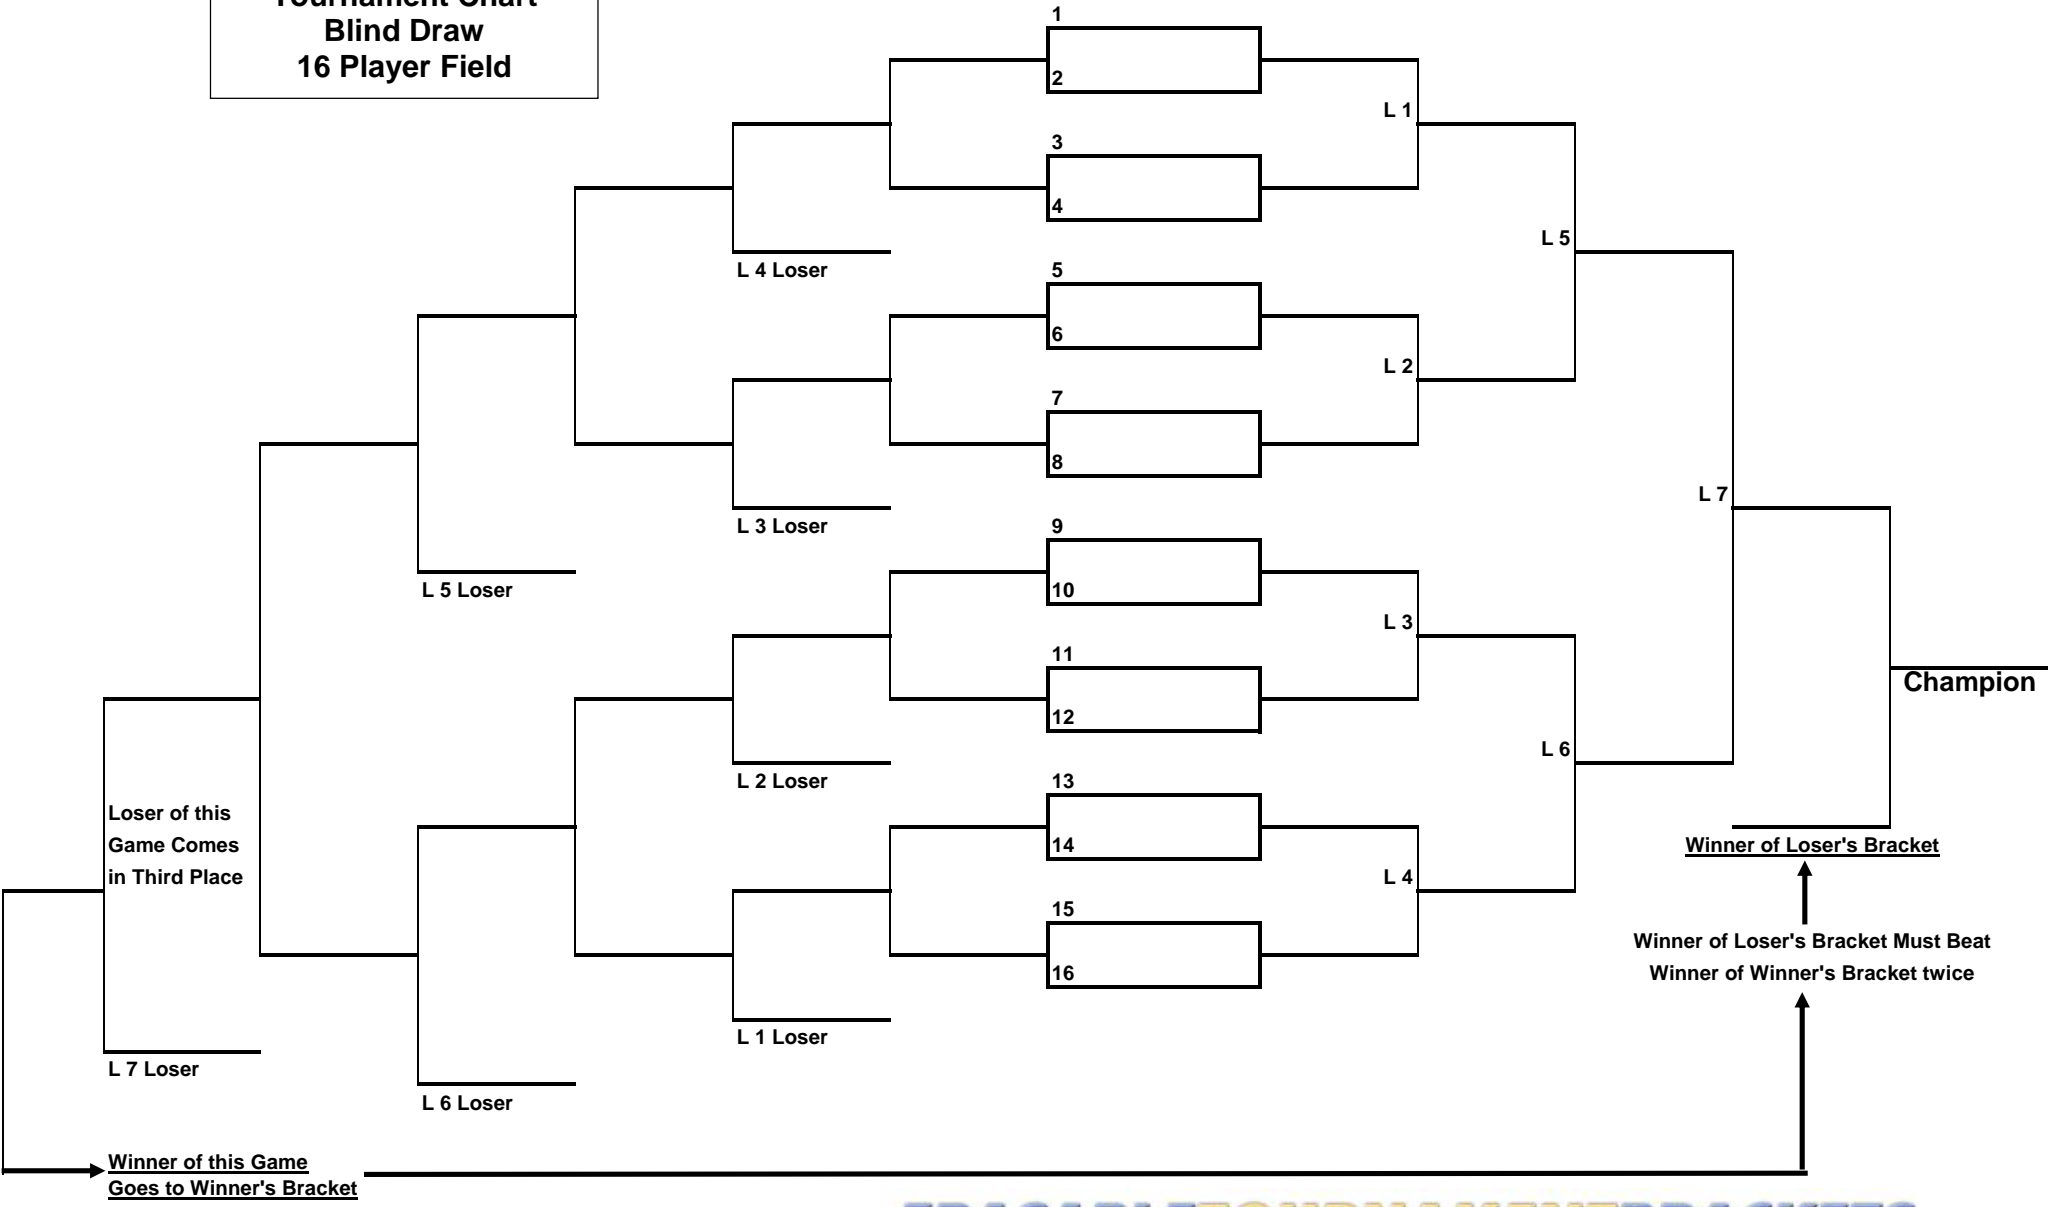 Tournament Chart
Blind Draw
16 Player Field
1
2
L 1
3
4
L 5
L 4 Loser
5
6
L 2
7
8
L 7
L 3 Loser
9
L 5 Loser
10
L 3
11
Champion
12
L 6
L 2 Loser
13
Loser of this
Game Comes
in Third Place
14
Winner of Loser's Bracket
L 4
15
Winner of Loser's Bracket Must Beat
Winner of Winner's Bracket twice
16
L 1 Loser
L 7 Loser
L 6 Loser
Winner of this Game
Goes to Winner's Bracket